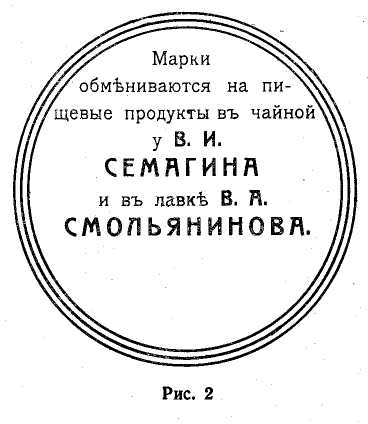 Марки
обмѣниваются на пи-
щевые продукты въ чайной
у В. И.
СЕМАГИНА
и въ лавкѣ В. А.
СМОЛЬЯНИНОВА.
Рис. 2